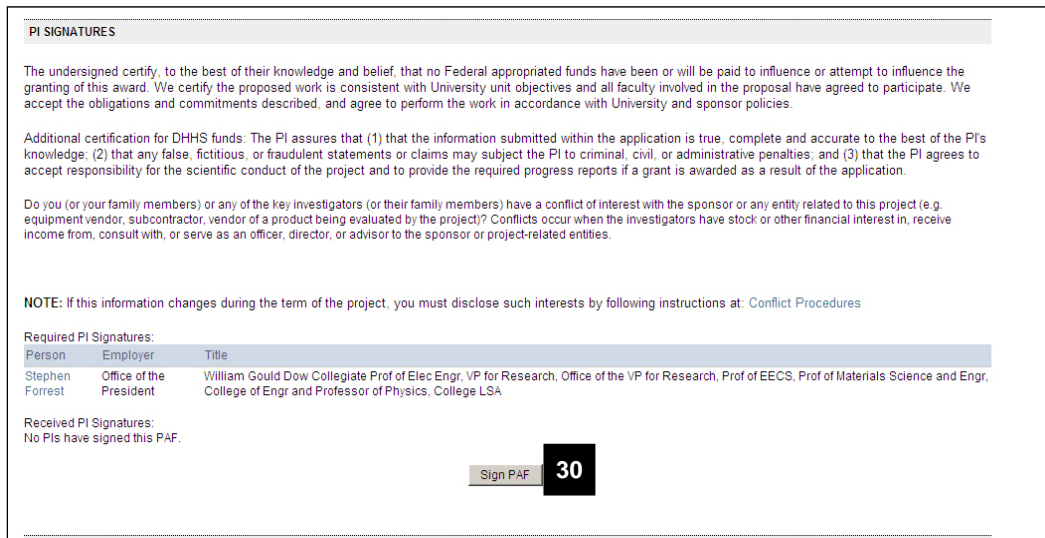 PI SIGNATURES
The undersigned certify, to the best of their knowledge and belief, that no Federal appropriated funds have been or will be paid to influence or attempt to influence the
granting of this award. We certify the proposed work is consistent with University unit objectives and all faculty involved in the proposal have agreed to participate. We
accept the obligations and commitments described, and agree to perform the work in accordance with University and sponsor policies.
Additional certification for DHHS funds: The PI assures that (1) that the information submitted within the application is true, complete and accurate to the best of the PI's
knowledge; (2) that any false, fictitious, or fraudulent statements or claims may subject the PI to criminal, civil, or administrative penalties; and (3) that the PI agrees to
accept responsibility for the scientific conduct of the project and to provide the required progress reports if a grant is awarded as a result of the application.
Do you (or your family members) or any of the key investigators (or their family members) have a conflict of interest with the sponsor or any entity related to this project (e.g.
equipment vendor, subcontractor, vendor of a product being evaluated by the project)? Conflicts occur when the investigators have stock or other financial interest in, receive
income from, consult with, or serve as an officer, director, or advisor to the sponsor or project-related entities.
NOTE: If this information changes during the term of the project, you must disclose such interests by following instructions at: Conflict Procedures
Required PI Signatures:
Person Employer Title
Stephen Office of the William Gould Dow Collegiate Prof of Elec Engr, VP for Research, Office of the VP for Research, Prof of EECS, Prof of Materials Science and Engr,
Forrest President College of Engr and Professor of Physics, College LSA
Received PI Signatures:
No PIs have signed this PAF.
Sign PAF 30